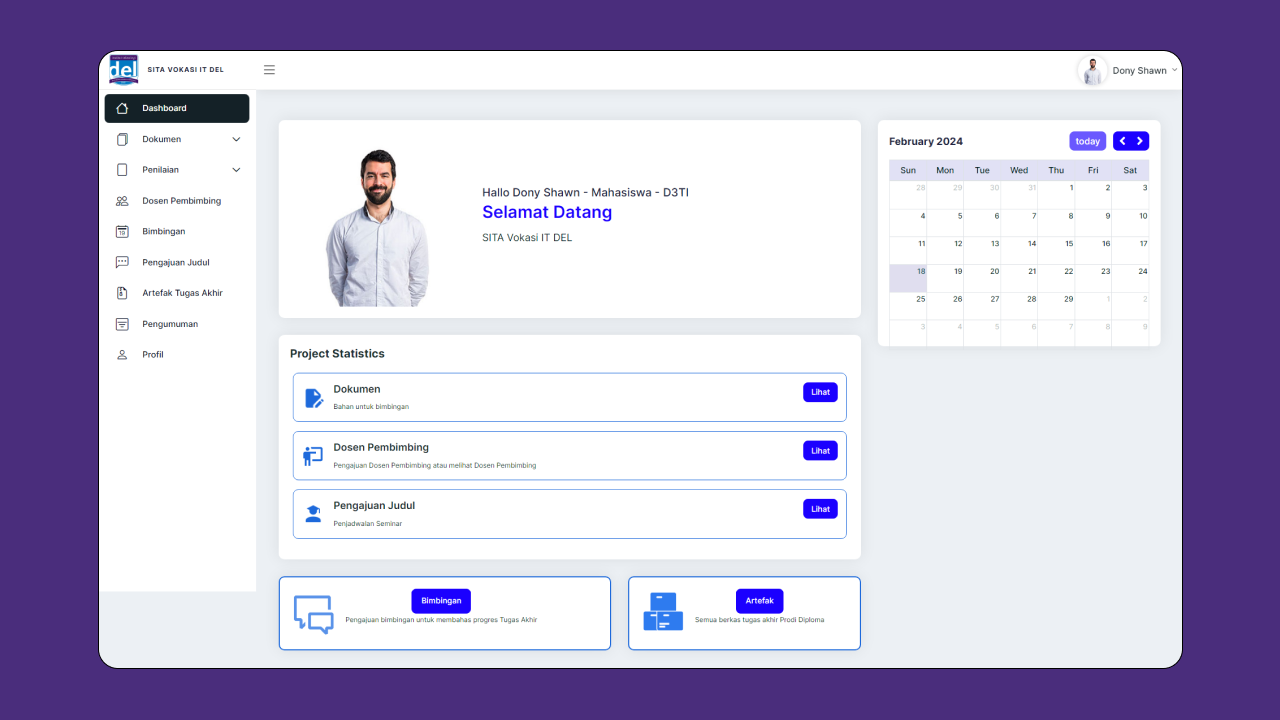 del
SITA VOKASI IT DEL
Dony Shawn
Dashboard
Dokumen
Penilaian
Dosen Pembimbing
19
Bimbingan
Pengajuan Judul
Artefak Tugas Akhir
Pengumuman
Profil
Hallo Dony Shawn - Mahasiswa - D3TI
Selamat Datang
SITA Vokasi IT DEL
February 2024
today
Sun Mon Tue Wed Thu Fri Sat
28 29 30 31 1 2 3
4 5 6 7 8 9 10
11 12 13 14 15 16 17
18 19 20 21 22 23 24
25 26 27 28 29 1 2
3 4 5 6 7 8 9
Project Statistics
Dokumen
Bahan untuk bimbingan
Lihat
Dosen Pembimbing
Pengajuan Dosen Pembimbing atau melihat Dosen Pembimbing
Lihat
Pengajuan Judul
Penjadwalan Seminar
Lihat
Bimbingan
Pengajuan bimbingan untuk membahas progres Tugas Akhir
Artefak
Semua berkas tugas akhir Prodi Diploma